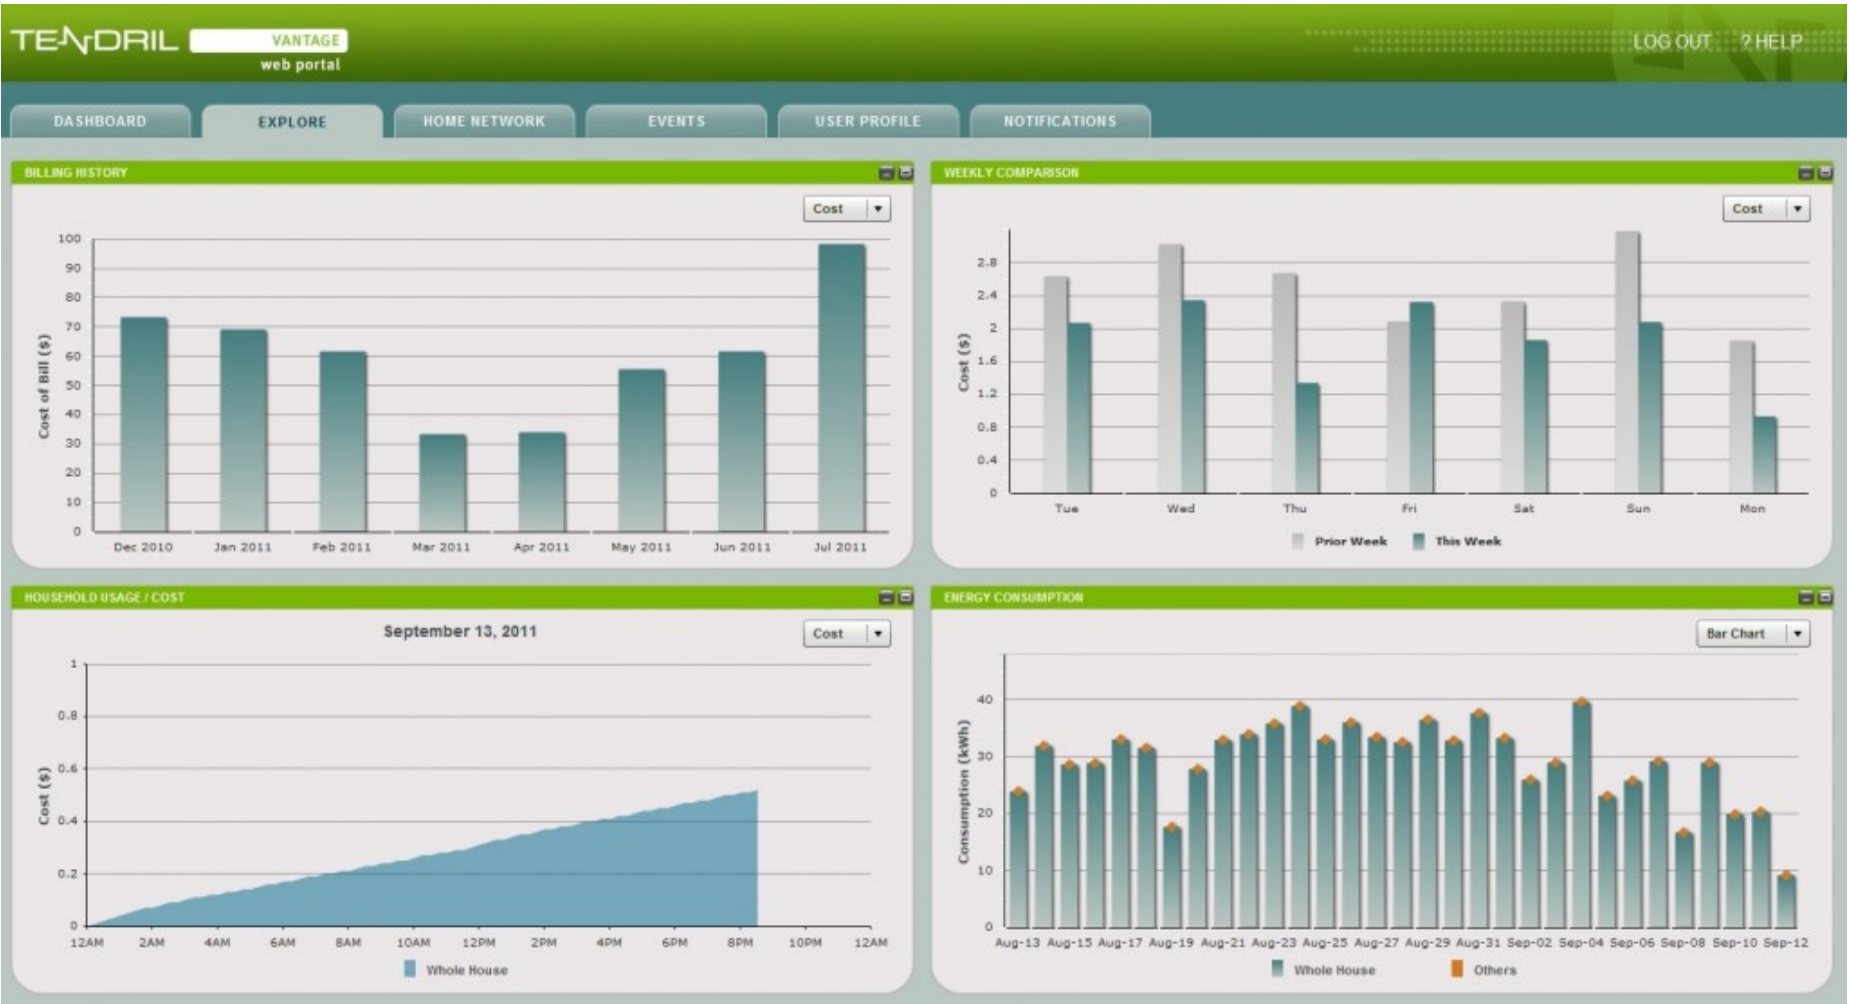 TENDRIL VANTAGE
web portal
LOG OUT ? HELP
DASHBOARD EXPLORE HOME NETWORK EVENTS USER PROFILE NOTIFICATIONS
BILLING HISTORY
Cost
100
90
80
70
60
50
40
30
20
10
0
Cost of Bill ($)
Dec 2010 Jan 2011 Feb 2011 Mar 2011 Apr 2011 May 2011 Jun 2011 Jul 2011
WEEKLY COMPARISON
Cost
2.8
2.4
2
1.6
1.2
0.8
0.4
0
Cost ($)
Tue Wed Thu Fri Sat Sun Mon
Prior Week This Week
HOUSEHOLD USAGE / COST
September 13, 2011
Cost
1
0.8
0.6
0.4
0.2
0
Cost ($)
12AM 2AM 4AM 6AM 8AM 10AM 12PM 2PM 4PM 6PM 8PM 10PM 12AM
Whole House
ENERGY CONSUMPTION
Bar Chart
40
30
20
10
0
Consumption (kWh)
Aug-13 Aug-15 Aug-17 Aug-19 Aug-21 Aug-23 Aug-25 Aug-27 Aug-29 Aug-31 Sep-02 Sep-04 Sep-06 Sep-08 Sep-10 Sep-12
Whole House Others